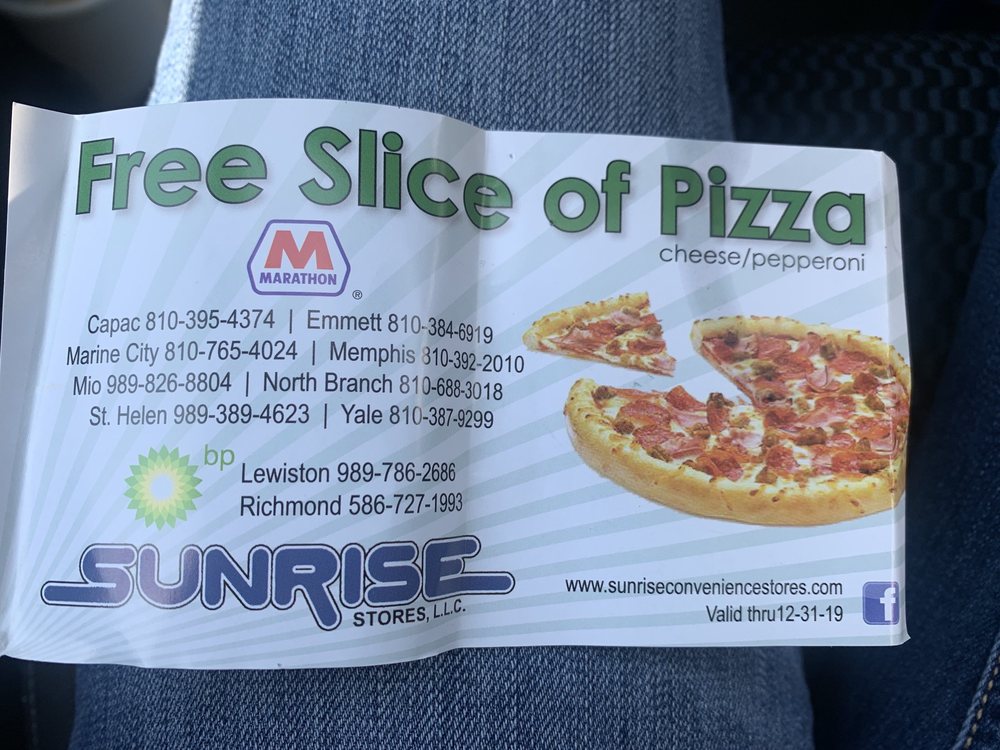 Free Slice of Pizza
cheese/pepperoni
M
MARATHON
®
Capac 810-395-4374 | Emmett 810-384-6919
Marine City 810-765-4024 | Memphis 810-392-2010
Mio 989-826-8804 | North Branch 810-688-3018
St. Helen 989-389-4623 | Yale 810-387-9299
bp
Lewiston 989-786-2686
Richmond 586-727-1993
SUNRISE
STORES, L.L.C.
www.sunriseconveniencestores.com
Valid thru12-31-19
f